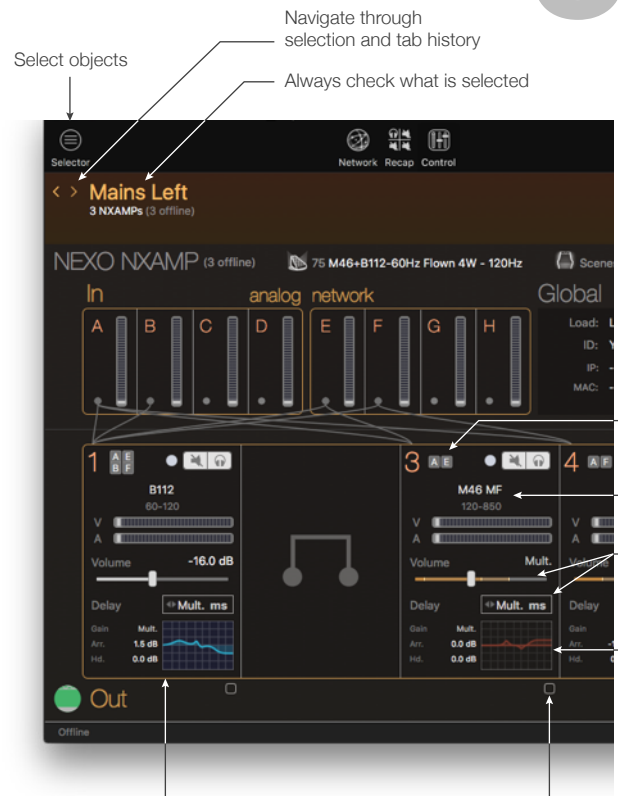 Navigate through
selection and tab history
Select objects
Always check what is selected
Selector
Network Recap Control
< > Mains Left
3 NXAMPs (3 offline)
NEXO NXAMP (3 offline) 75 M46+B112-60Hz Flown 4W - 120Hz Scene
In analog network Global
A B C D E F G H
Load:
ID: Y
IP: -
MAC: -
1 A E B F
B112
60-120
V
A
Volume -16.0 dB
Delay Mult. ms
Gain Mult.
Arr. 1.5 dB
Hd. 0.0 dB
3 A E
M46 MF
120-850
V
A
Volume Mult.
Delay Mult. ms
Gain Mult.
Arr. 0.0 dB
Hd. 0.0 dB
4 A F
V
A
Volume
Delay
Gain
Arr.
Hd.
Out
Offline